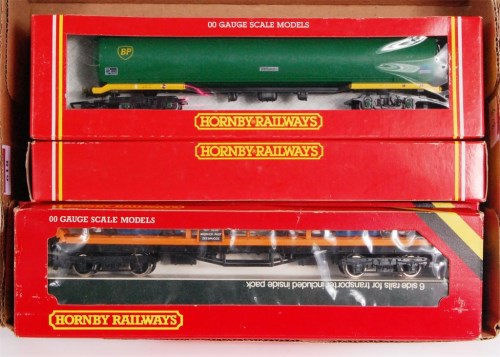 00 GAUGE SCALE MODELS
BP
HORNBY RAILWAYS
HORNBY RAILWAYS
00 GAUGE SCALE MODELS
6 side rails for transporter included inside pack
HORNBY RAILWAYS